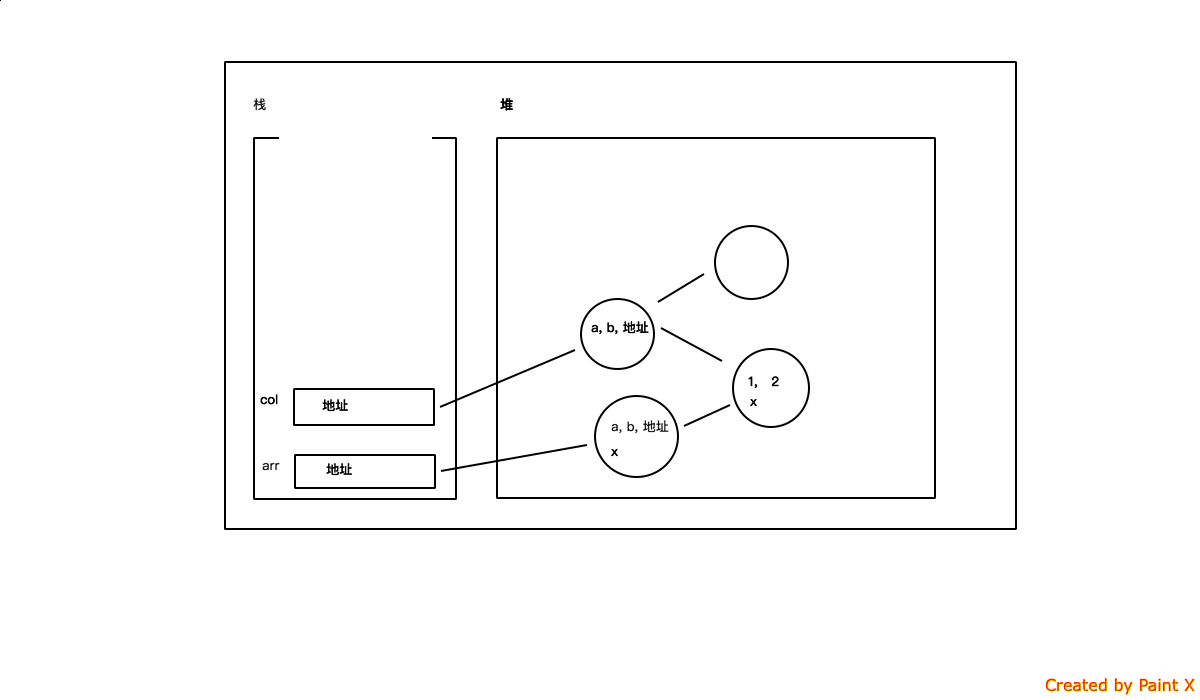 栈
堆
a, b, 地址
1, 2
x
col
地址
a, b, 地址
x
arr
地址
Created by Paint X